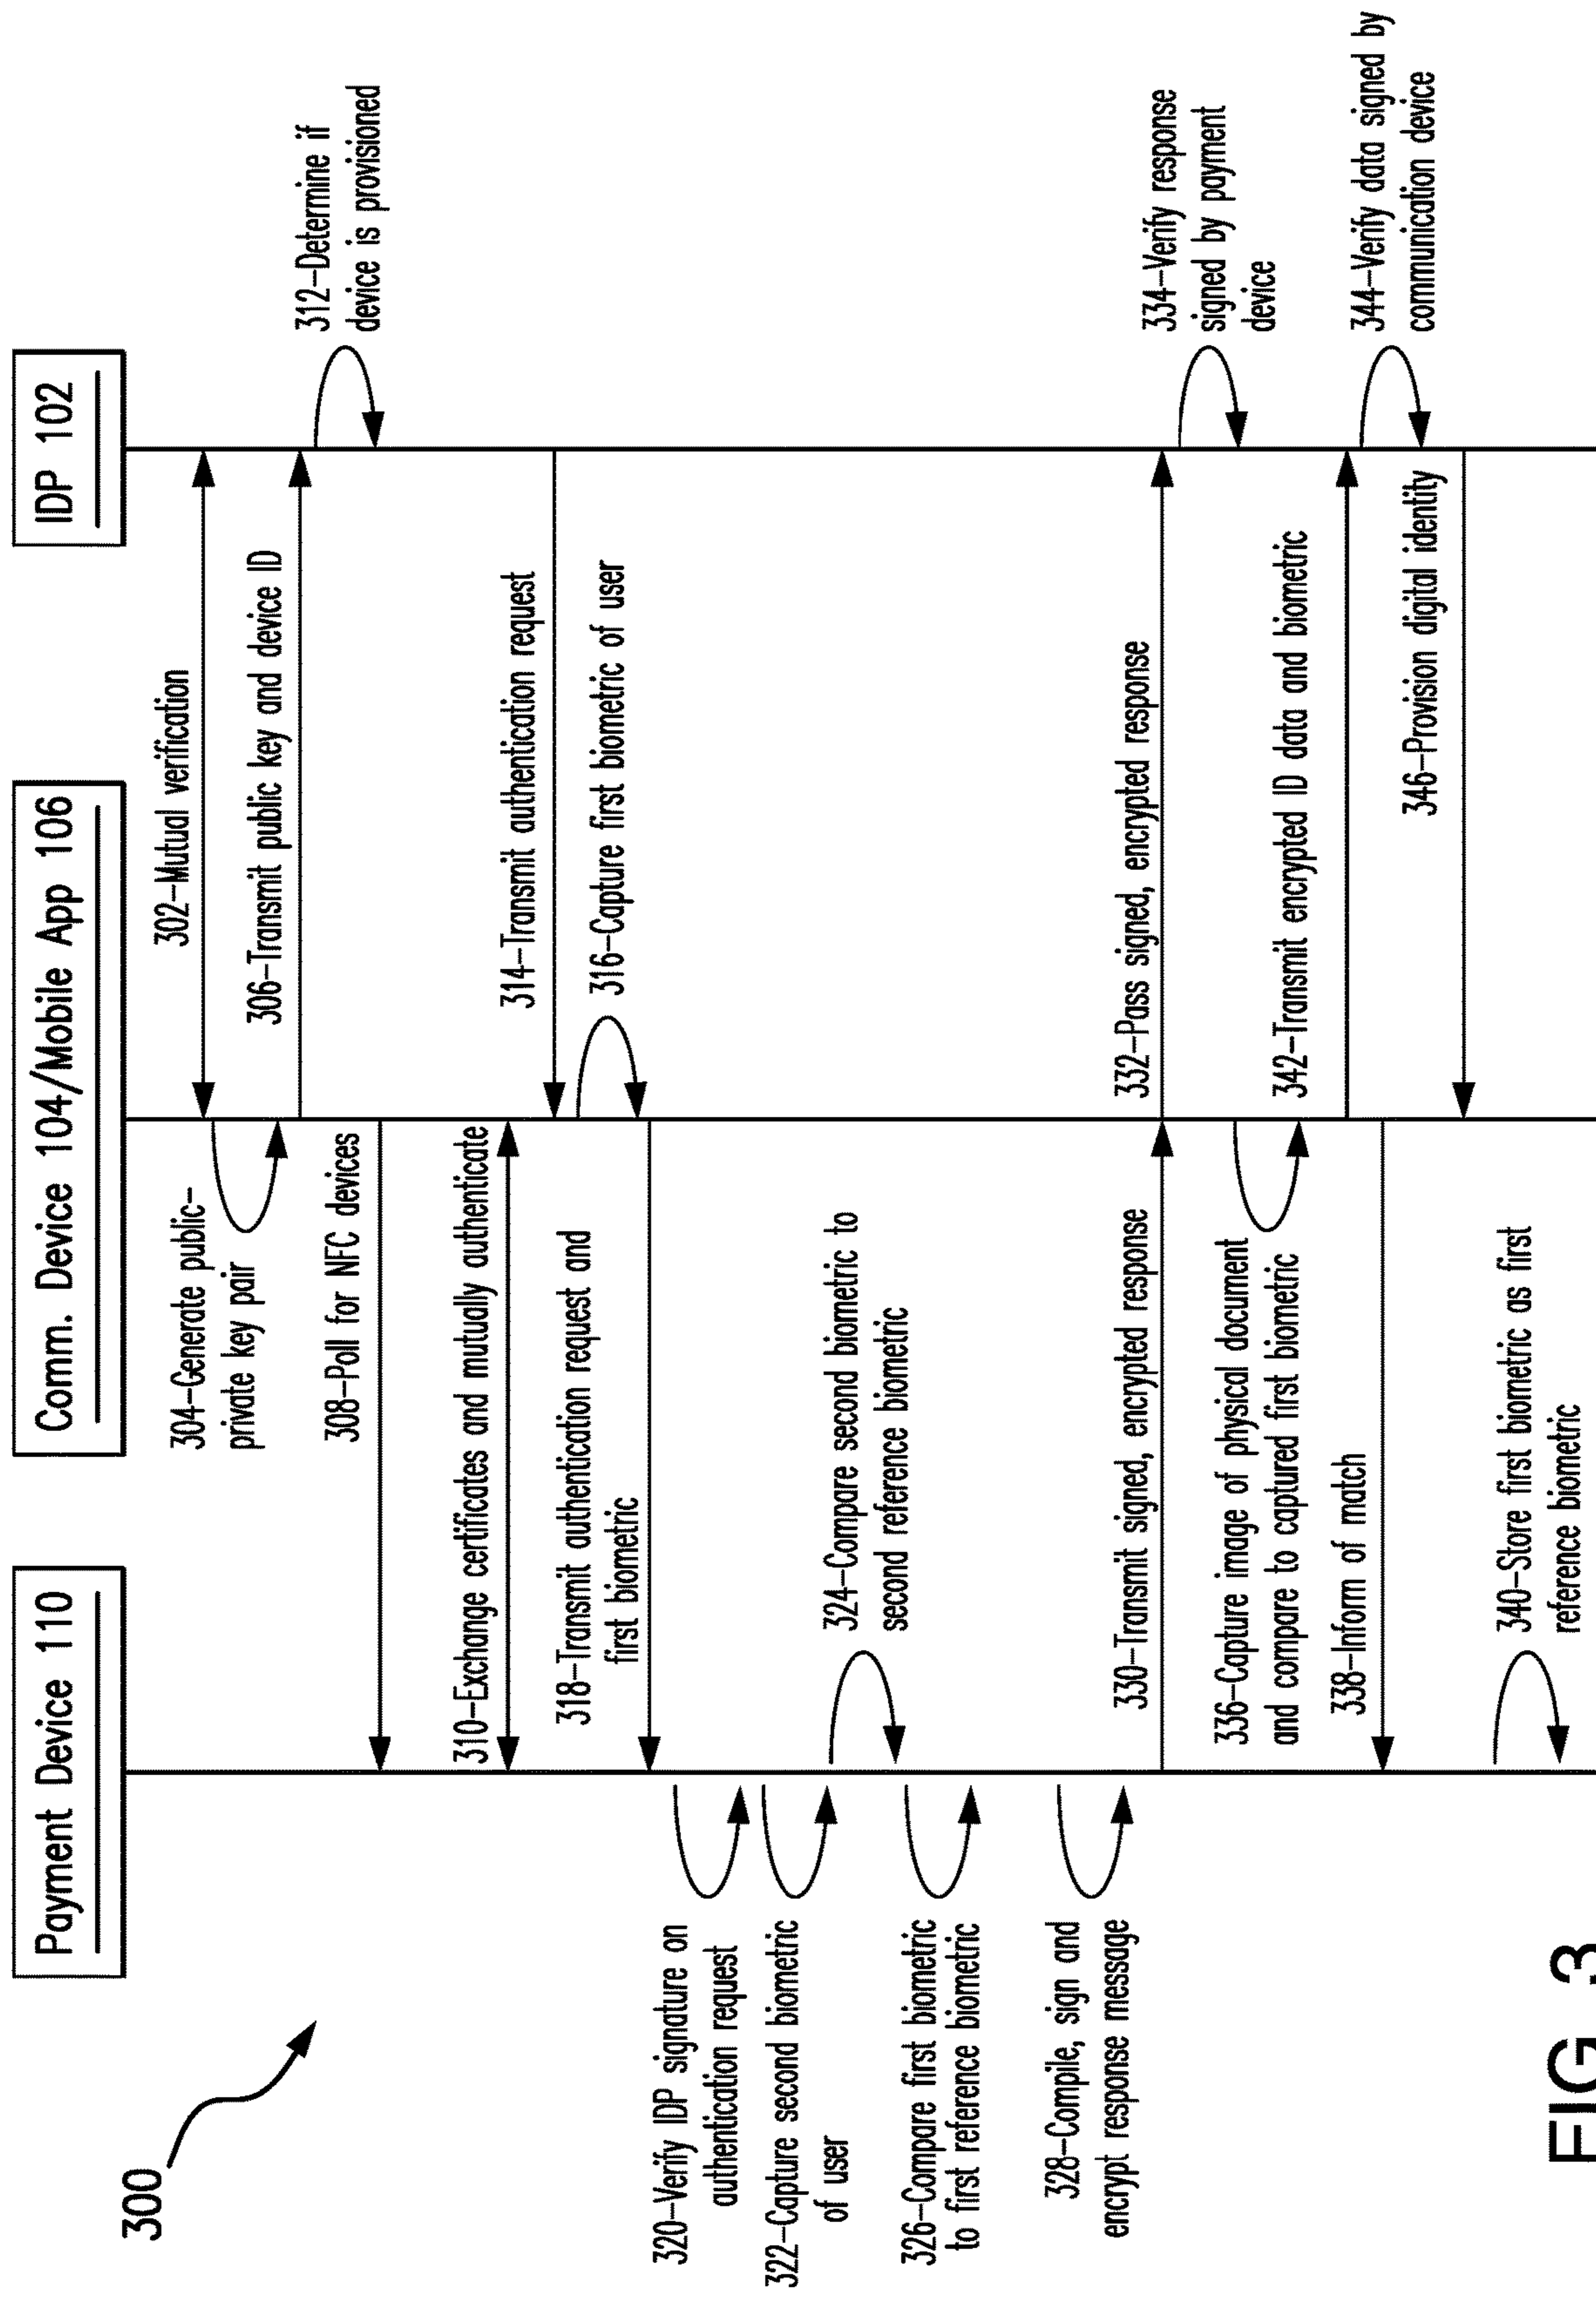 300
Payment Device 110
Comm. Device 104/Mobile App 106
IDP 102
302–Mutual verification
304–Generate public–
private key pair
306–Transmit public key and device ID
308–Poll for NFC devices
310–Exchange certificates and mutually authenticate
312–Determine if
device is provisioned
314–Transmit authentication request
316–Capture first biometric of user
318–Transmit authentication request and
first biometric
320–Verify IDP signature on
authentication request
322–Capture second biometric
of user
324–Compare second biometric to
second reference biometric
326–Compare first biometric
to first reference biometric
328–Compile, sign and
encrypt response message
330–Transmit signed, encrypted response
332–Pass signed, encrypted response
334–Verify response
signed by payment
device
336–Capture image of physical document
and compare to captured first biometric
338–Inform of match
340–Store first biometric as first
reference biometric
342–Transmit encrypted ID data and biometric
344–Verify data signed by
communication device
346–Provision digital identity
FIG. 3